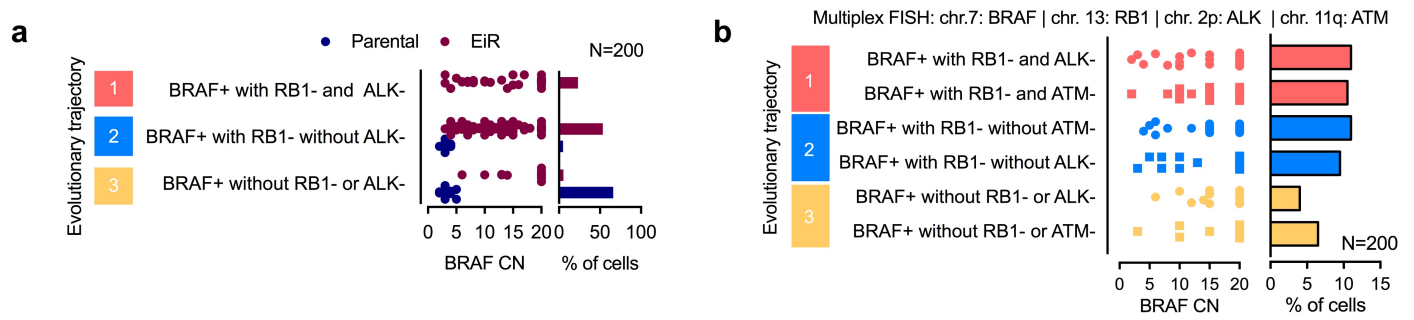 a
Parental EiR
N=200
Evolutionary trajectory
1 BRAF+ with RB1- and ALK-
2 BRAF+ with RB1- without ALK-
3 BRAF+ without RB1- or ALK-
0 5 10 15 20 0 50 100
BRAF CN % of cells
b
Multiplex FISH: chr.7: BRAF | chr. 13: RB1 | chr. 2p: ALK | chr. 11q: ATM
Evolutionary trajectory
1
BRAF+ with RB1- and ALK-
BRAF+ with RB1- and ATM-
2
BRAF+ with RB1- without ATM-
BRAF+ with RB1- without ALK-
3
BRAF+ without RB1- or ALK-
BRAF+ without RB1- or ATM-
N=200
0 5 10 15 20 0 5 10 15
BRAF CN % of cells